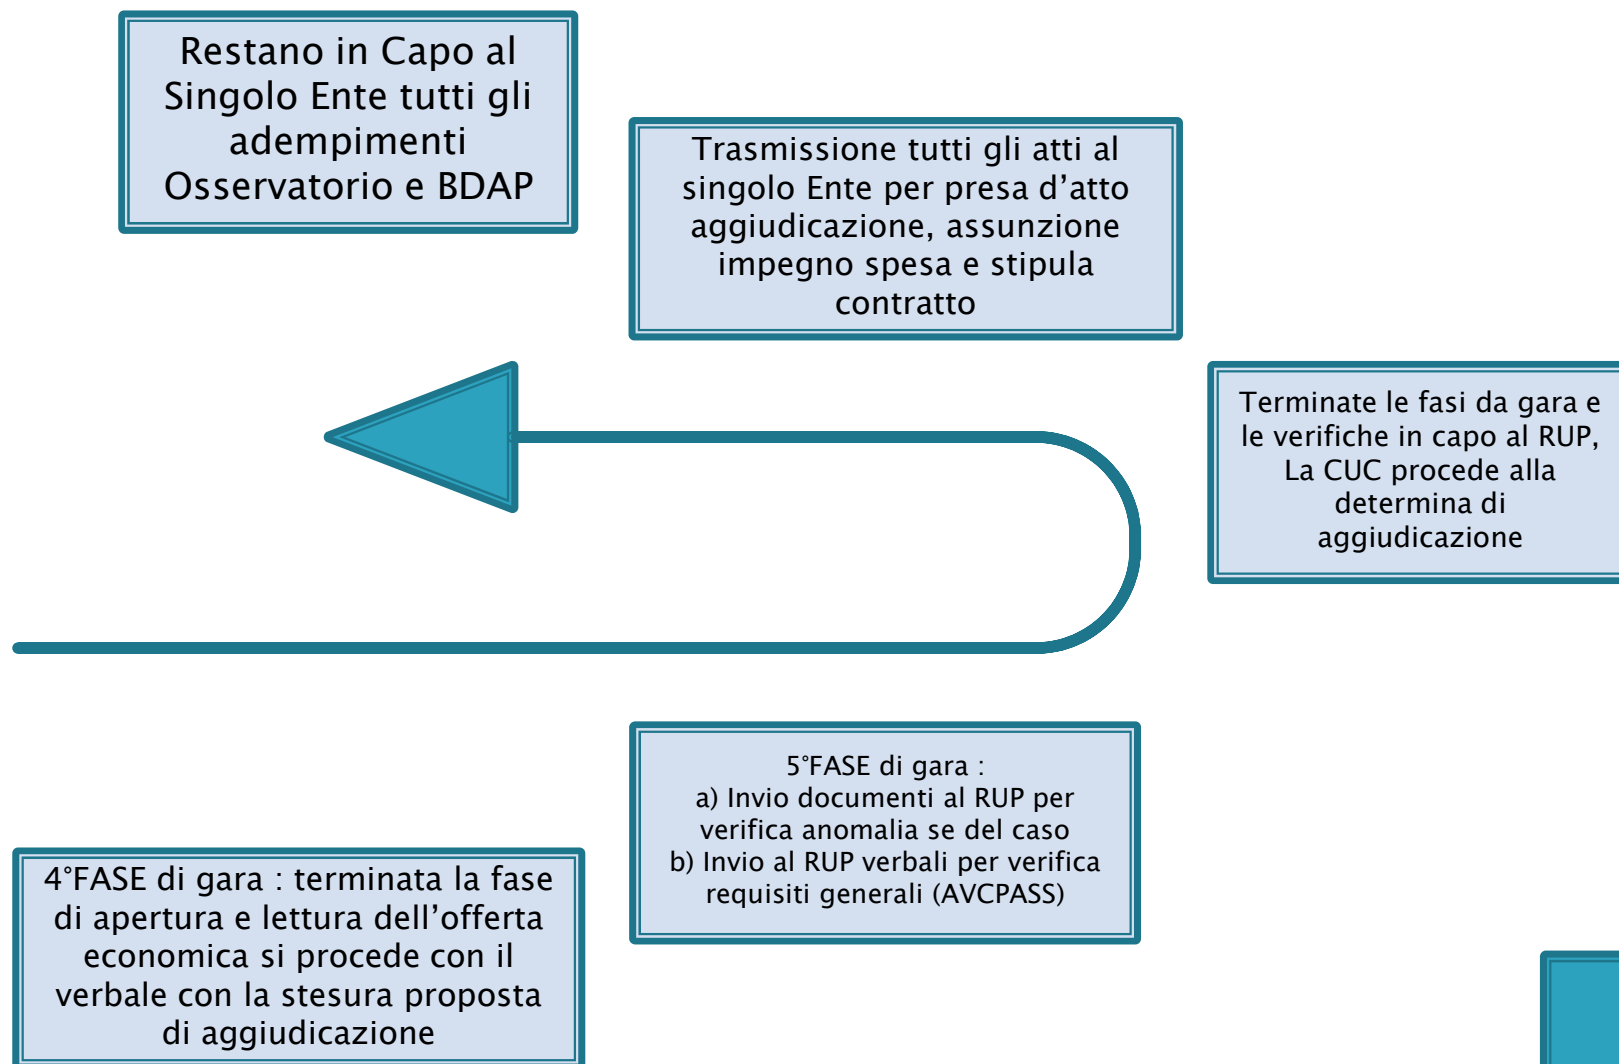 Restano in Capo al
Singolo Ente tutti gli
adempimenti
Osservatorio e BDAP
Trasmissione tutti gli atti al
singolo Ente per presa d’atto
aggiudicazione, assunzione
impegno spesa e stipula
contratto
Terminate le fasi da gara e
le verifiche in capo al RUP,
La CUC procede alla
determina di
aggiudicazione
5°FASE di gara :
a) Invio documenti al RUP per
verifica anomalia se del caso
b) Invio al RUP verbali per verifica
requisiti generali (AVCPASS)
4°FASE di gara : terminata la fase
di apertura e lettura dell’offerta
economica si procede con il
verbale con la stesura proposta
di aggiudicazione